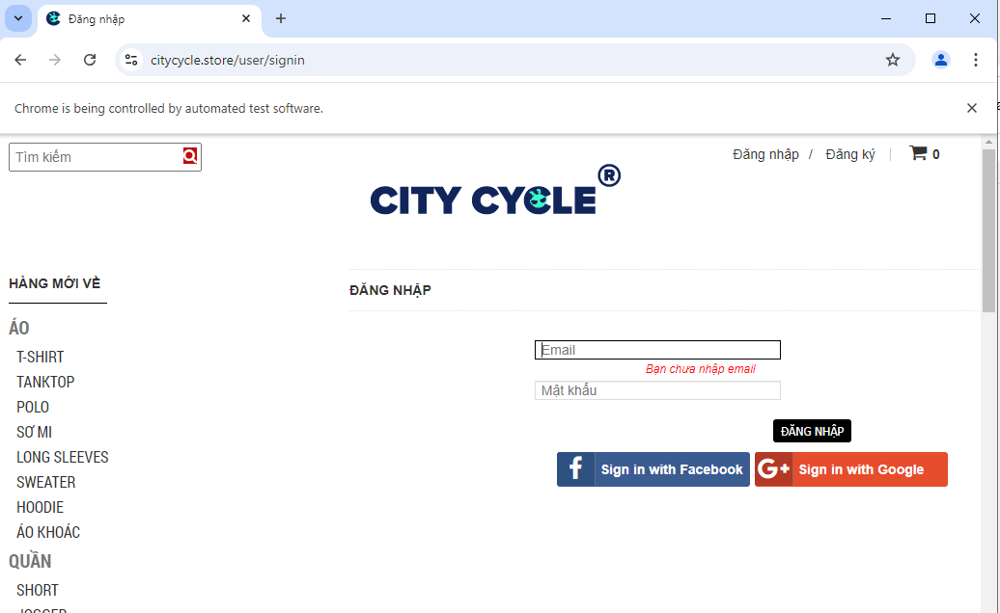 Đăng nhập
citycycle.store/user/signin
Chrome is being controlled by automated test software.
Tìm kiếm
Đăng nhập / Đăng ký 0
CITY CYCLE®
HÀNG MỚI VỀ
ÁO
T-SHIRT
TANKTOP
POLO
SƠ MI
LONG SLEEVES
SWEATER
HOODIE
ÁO KHOÁC
QUẦN
SHORT
JOGGER
ĐĂNG NHẬP
Email
Bạn chưa nhập email
Mật khẩu
ĐĂNG NHẬP
f Sign in with Facebook
G+ Sign in with Google